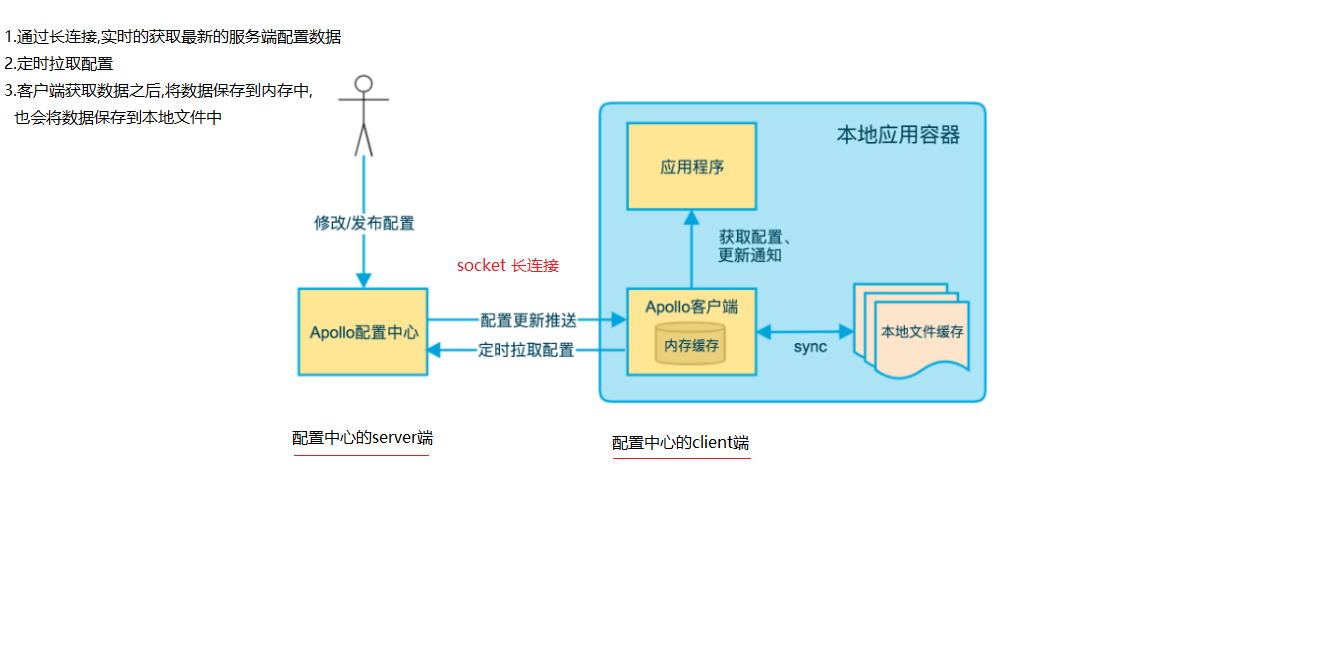 1.通过长连接,实时的获取最新的服务端配置数据
2.定时拉取配置
3.客户端获取数据之后,将数据保存到内存中,
也会将数据保存到本地文件中
本地应用容器
应用程序
修改/发布配置
获取配置、
更新通知
socket 长连接
Apollo配置中心
配置更新推送
定时拉取配置
Apollo客户端
内存缓存
sync
本地文件缓存
配置中心的server端
配置中心的client端